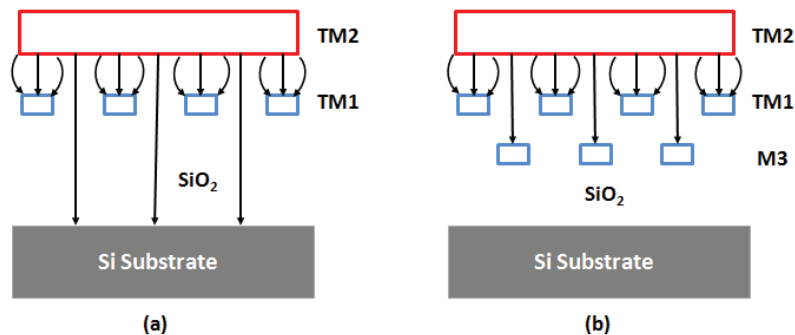 TM2
TM1
SiO₂
Si Substrate
(a)
TM2
TM1
M3
SiO₂
Si Substrate
(b)